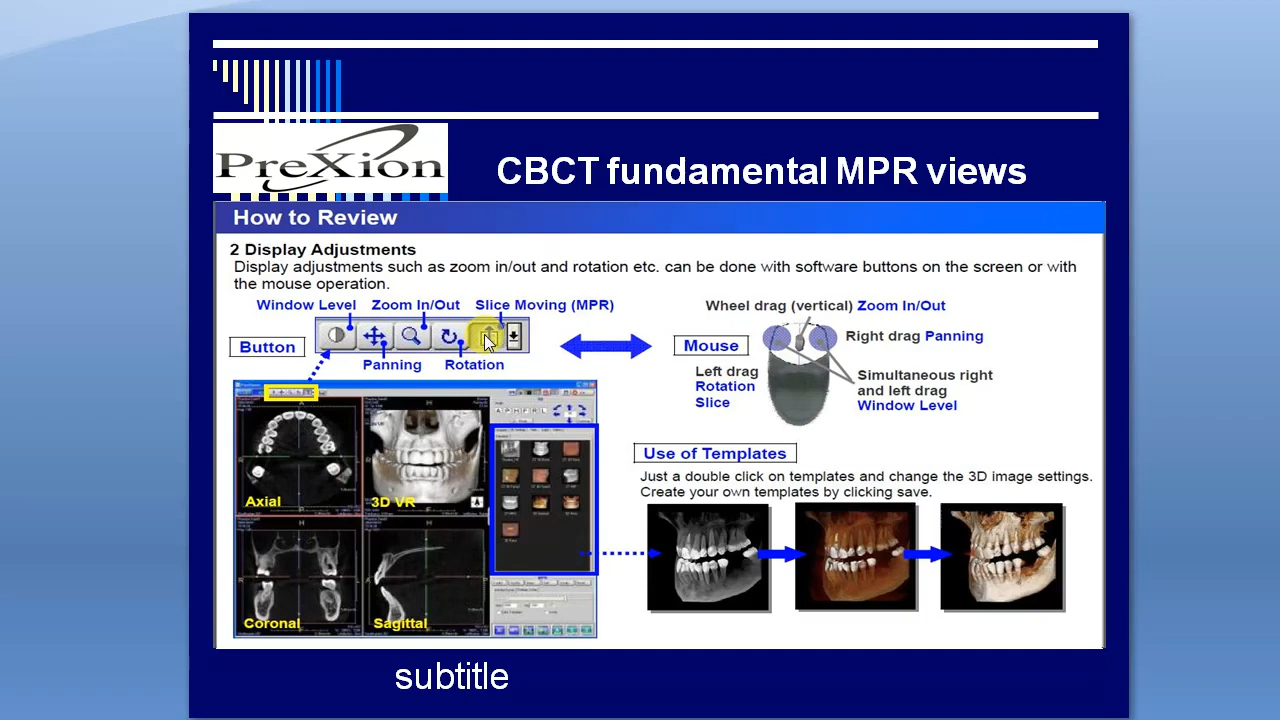 PreXion
CBCT fundamental MPR views
How to Review
2 Display Adjustments
Display adjustments such as zoom in/out and rotation etc. can be done with software buttons on the screen or with
the mouse operation.
Window Level
Zoom In/Out
Slice Moving (MPR)
Button
Panning
Rotation
Wheel drag (vertical) Zoom In/Out
Mouse
Right drag Panning
Left drag
Rotation
Slice
Simultaneous right
and left drag
Window Level
Axial
3D VR
Coronal
Sagittal
Use of Templates
Just a double click on templates and change the 3D image settings.
Create your own templates by clicking save.
subtitle